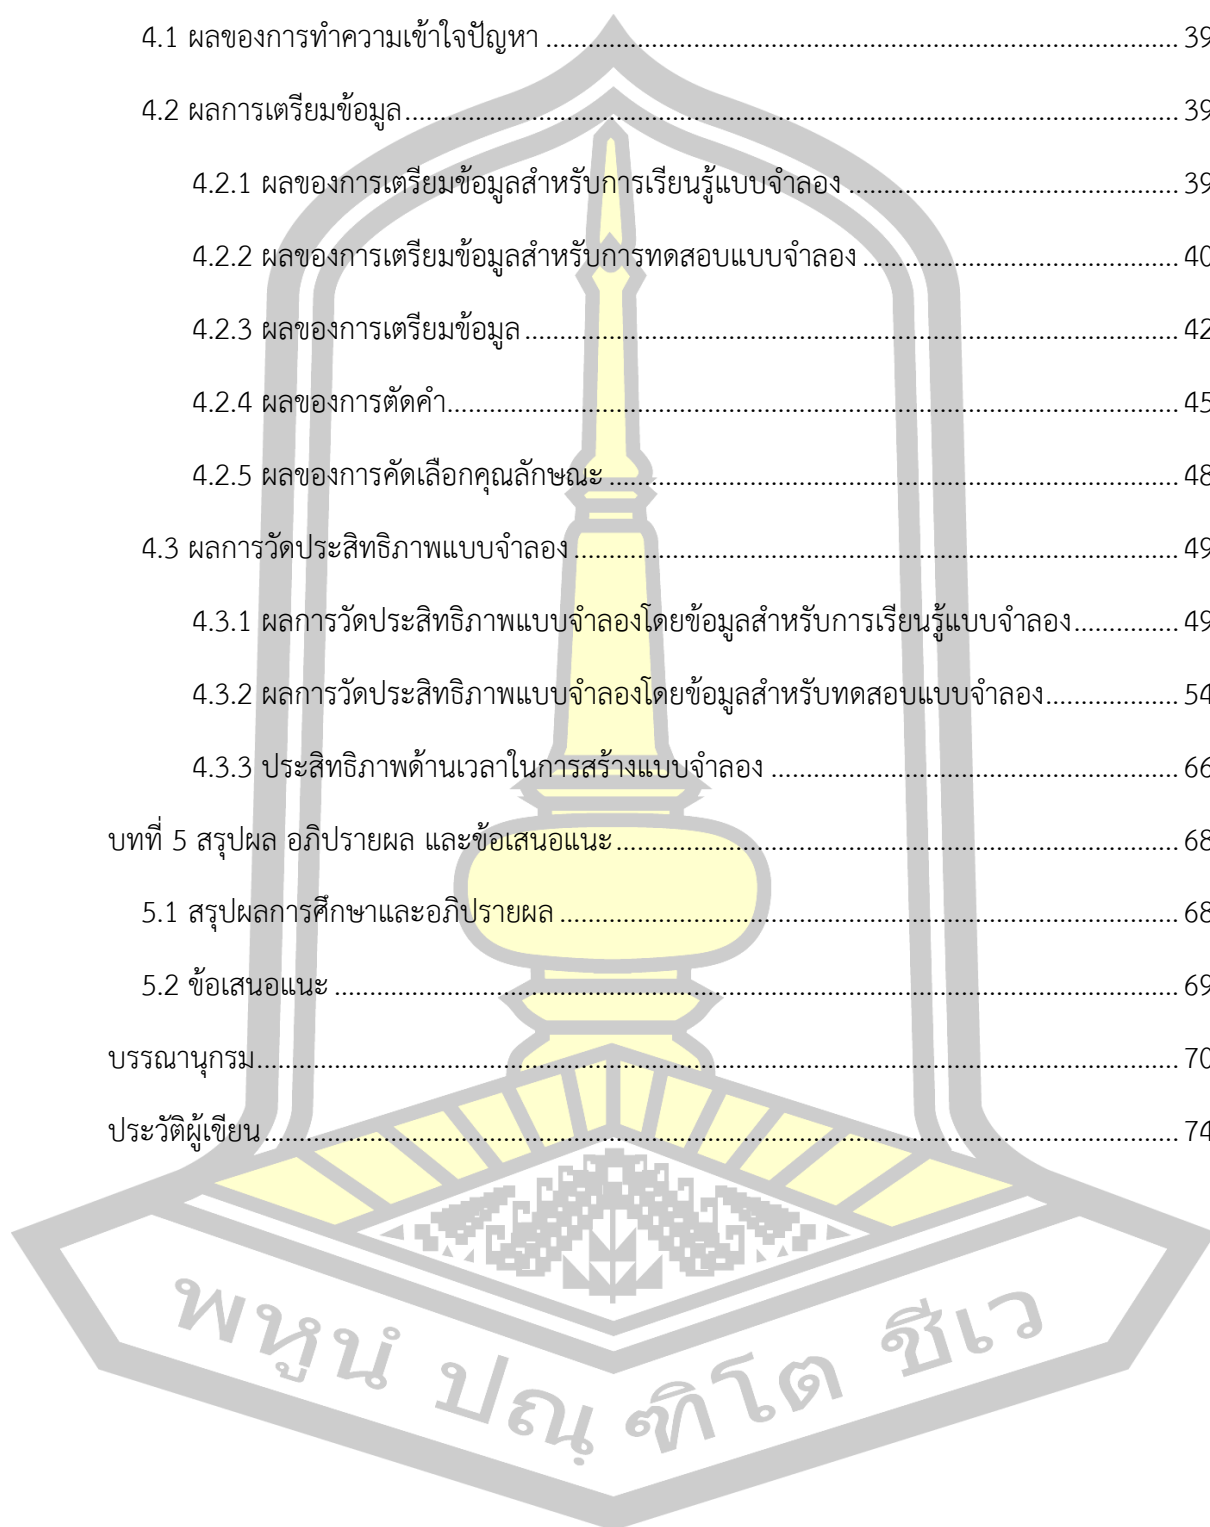 4.1 ผลของการทำความเข้าใจปัญหา ........................................................................................ 39
4.2 ผลการเตรียมข้อมูล ........................................................................................ 39
4.2.1 ผลของการเตรียมข้อมูลสำหรับการเรียนรู้แบบจำลอง ........................................ 39
4.2.2 ผลของการเตรียมข้อมูลสำหรับการทดสอบแบบจำลอง ........................................ 40
4.2.3 ผลของการเตรียมข้อมูล ........................................................................ 42
4.2.4 ผลของการตัดคำ ........................................................................ 45
4.2.5 ผลของการคัดเลือกคุณลักษณะ ........................................................................ 48
4.3 ผลการวัดประสิทธิภาพแบบจำลอง ........................................................................ 49
4.3.1 ผลการวัดประสิทธิภาพแบบจำลองโดยข้อมูลสำหรับการเรียนรู้แบบจำลอง ............... 49
4.3.2 ผลการวัดประสิทธิภาพแบบจำลองโดยข้อมูลสำหรับทดสอบแบบจำลอง ................... 54
4.3.3 ประสิทธิภาพด้านเวลาในการสร้างแบบจำลอง ................................................ 66
บทที่ 5 สรุปผล อภิปรายผล และข้อเสนอแนะ ........................................................................ 68
5.1 สรุปผลการศึกษาและอภิปรายผล ........................................................................ 68
5.2 ข้อเสนอแนะ ........................................................................................ 69
บรรณานุกรม ........................................................................................ 70
ประวัติผู้เขียน ........................................................................................ 74
พหูนํ ปณฺฑิโต ชีเว